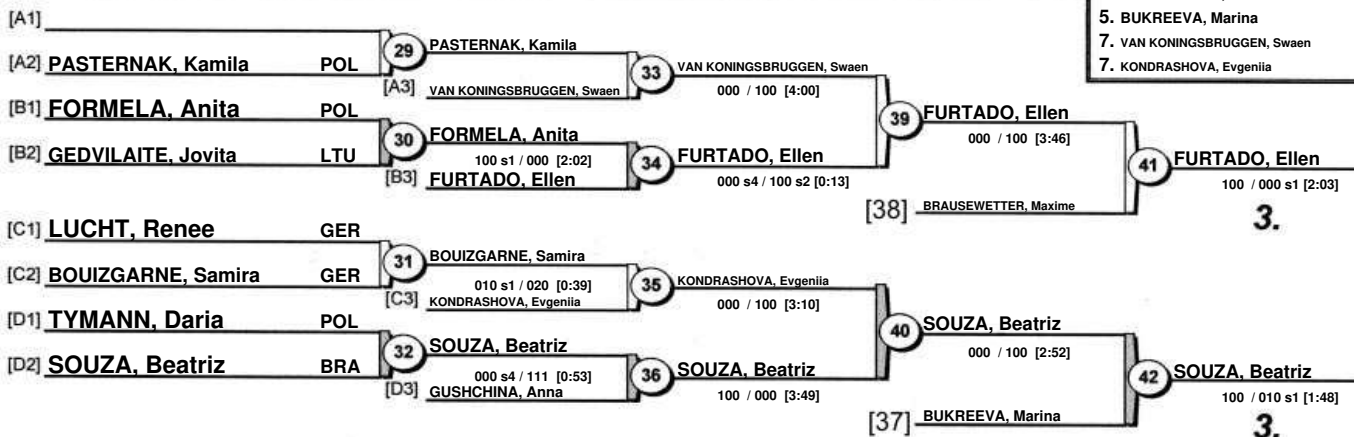 5. BUKREEVA, Marina
7. VAN KONINGSBRUGGEN, Swaen
7. KONDRASHOVA, Evgeniia
[A1]
[A2] PASTERNAK, Kamila POL
29 PASTERNAK, Kamila
[A3] VAN KONINGSBRUGGEN, Swaen
33 VAN KONINGSBRUGGEN, Swaen
000 / 100 [4:00]
[B1] FORMELA, Anita POL
[B2] GEDVILAITE, Jovita LTU
30 FORMELA, Anita
100 s1 / 000 [2:02]
[B3] FURTADO, Ellen
34 FURTADO, Ellen
000 s4 / 100 s2 [0:13]
39 FURTADO, Ellen
000 / 100 [3:46]
[38] BRAUSEWETTER, Maxime
41 FURTADO, Ellen
100 / 000 s1 [2:03]
3.
[C1] LUCHT, Renee GER
[C2] BOUIZGARNE, Samira GER
31 BOUIZGARNE, Samira
010 s1 / 020 [0:39]
[C3] KONDRASHOVA, Evgeniia
35 KONDRASHOVA, Evgeniia
000 / 100 [3:10]
[D1] TYMANN, Daria POL
[D2] SOUZA, Beatriz BRA
32 SOUZA, Beatriz
000 s4 / 111 [0:53]
[D3] GUSHCHINA, Anna
36 SOUZA, Beatriz
100 / 000 [3:49]
40 SOUZA, Beatriz
000 / 100 [2:52]
[37] BUKREEVA, Marina
42 SOUZA, Beatriz
100 / 010 s1 [1:48]
3.